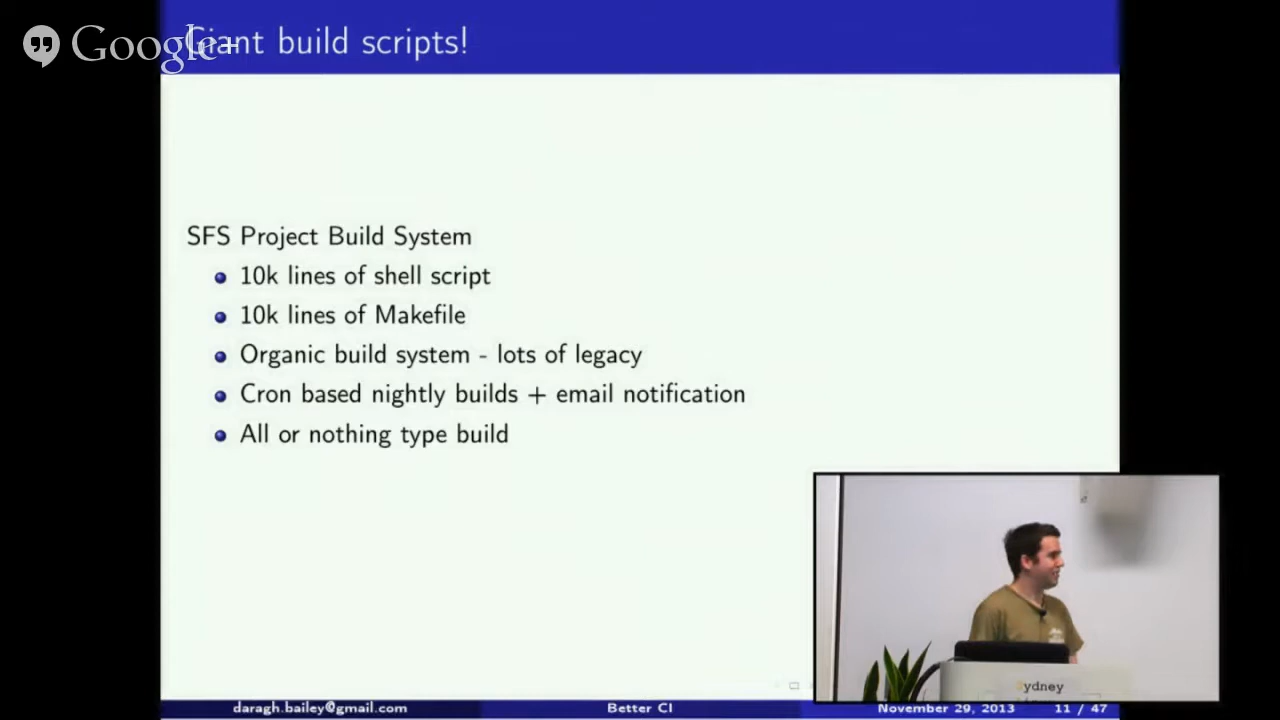 Google+
Giant build scripts!
SFS Project Build System
10k lines of shell script
10k lines of Makefile
Organic build system - lots of legacy
Cron based nightly builds + email notification
All or nothing type build
Sydney
daragh.bailey@gmail.com
Better CI
November 29, 2013
11 / 47